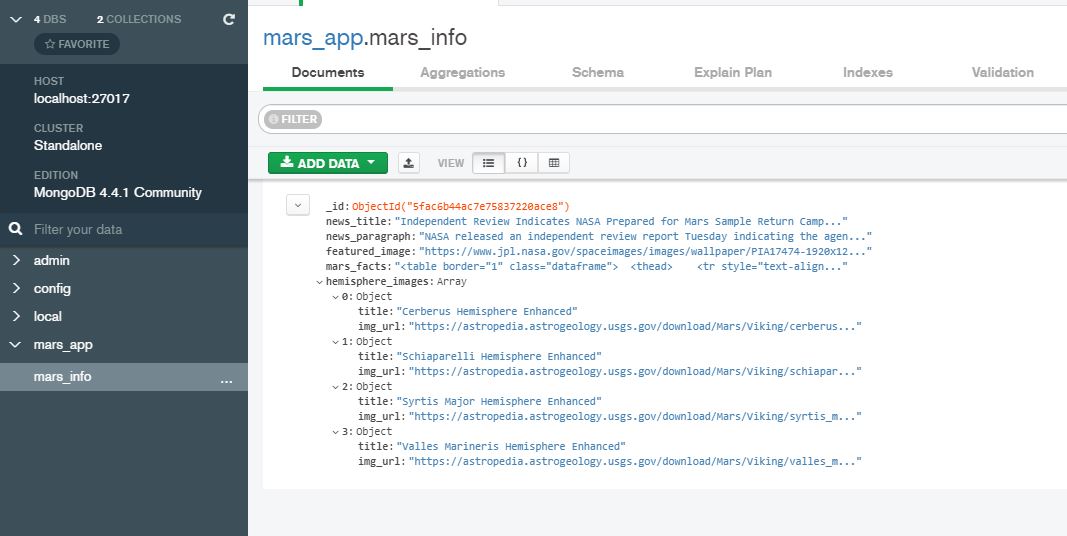 4 DBS 2 COLLECTIONS
FAVORITE
HOST
localhost:27017
CLUSTER
Standalone
EDITION
MongoDB 4.4.1 Community
Filter your data
admin
config
local
mars_app
mars_info ...
mars_app.mars_info
Documents Aggregations Schema Explain Plan Indexes Validation
FILTER
ADD DATA VIEW {}
_id: ObjectId("5fac6b44ac7e75837220ace8")
news_title: "Independent Review Indicates NASA Prepared for Mars Sample Return Camp..."
news_paragraph: "NASA released an independent review report Tuesday indicating the agen..."
featured_image: "https://www.jpl.nasa.gov/spaceimages/images/wallpaper/PIA17474-1920x12..."
mars_facts: "<table border="1" class="dataframe"> <thead> <tr style="text-align..."
hemisphere_images: Array
0: Object
title: "Cerberus Hemisphere Enhanced"
img_url: "https://astropedia.astrogeology.usgs.gov/download/Mars/Viking/cerberus..."
1: Object
title: "Schiaparelli Hemisphere Enhanced"
img_url: "https://astropedia.astrogeology.usgs.gov/download/Mars/Viking/schiapar..."
2: Object
title: "Syrtis Major Hemisphere Enhanced"
img_url: "https://astropedia.astrogeology.usgs.gov/download/Mars/Viking/syrtis_m..."
3: Object
title: "Valles Marineris Hemisphere Enhanced"
img_url: "https://astropedia.astrogeology.usgs.gov/download/Mars/Viking/valles_m..."